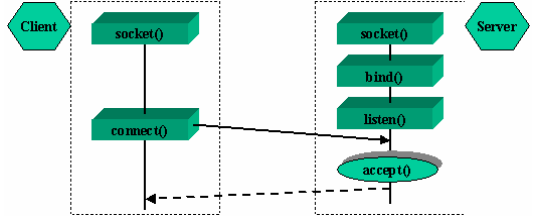 Client
socket()
connect()
Server
socket()
bind()
listen()
accept()